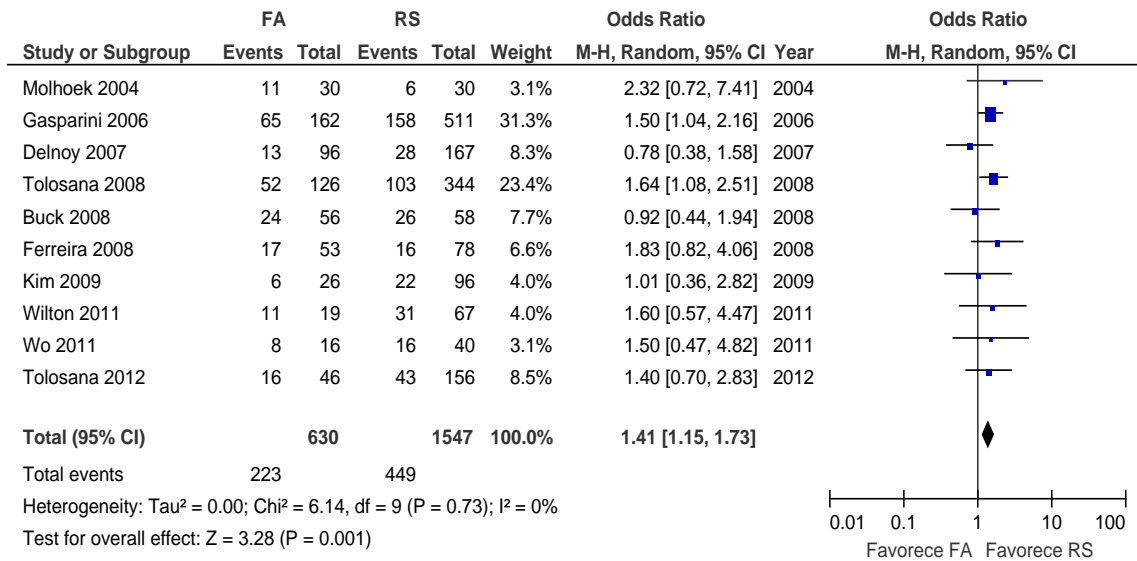 FA RS Odds Ratio Odds Ratio
Study or Subgroup Events Total Events Total Weight M-H, Random, 95% CI Year M-H, Random, 95% CI
Molhoek 2004 11 30 6 30 3.1% 2.32 [0.72, 7.41] 2004
Gasparini 2006 65 162 158 511 31.3% 1.50 [1.04, 2.16] 2006
Delnoy 2007 13 96 28 167 8.3% 0.78 [0.38, 1.58] 2007
Tolosana 2008 52 126 103 344 23.4% 1.64 [1.08, 2.51] 2008
Buck 2008 24 56 26 58 7.7% 0.92 [0.44, 1.94] 2008
Ferreira 2008 17 53 16 78 6.6% 1.83 [0.82, 4.06] 2008
Kim 2009 6 26 22 96 4.0% 1.01 [0.36, 2.82] 2009
Wilton 2011 11 19 31 67 4.0% 1.60 [0.57, 4.47] 2011
Wo 2011 8 16 16 40 3.1% 1.50 [0.47, 4.82] 2011
Tolosana 2012 16 46 43 156 8.5% 1.40 [0.70, 2.83] 2012
Total (95% CI) 630 1547 100.0% 1.41 [1.15, 1.73]
Total events 223 449
Heterogeneity: Tau² = 0.00; Chi² = 6.14, df = 9 (P = 0.73); I² = 0%
Test for overall effect: Z = 3.28 (P = 0.001)
0.01 0.1 1 10 100
Favorece FA Favorece RS